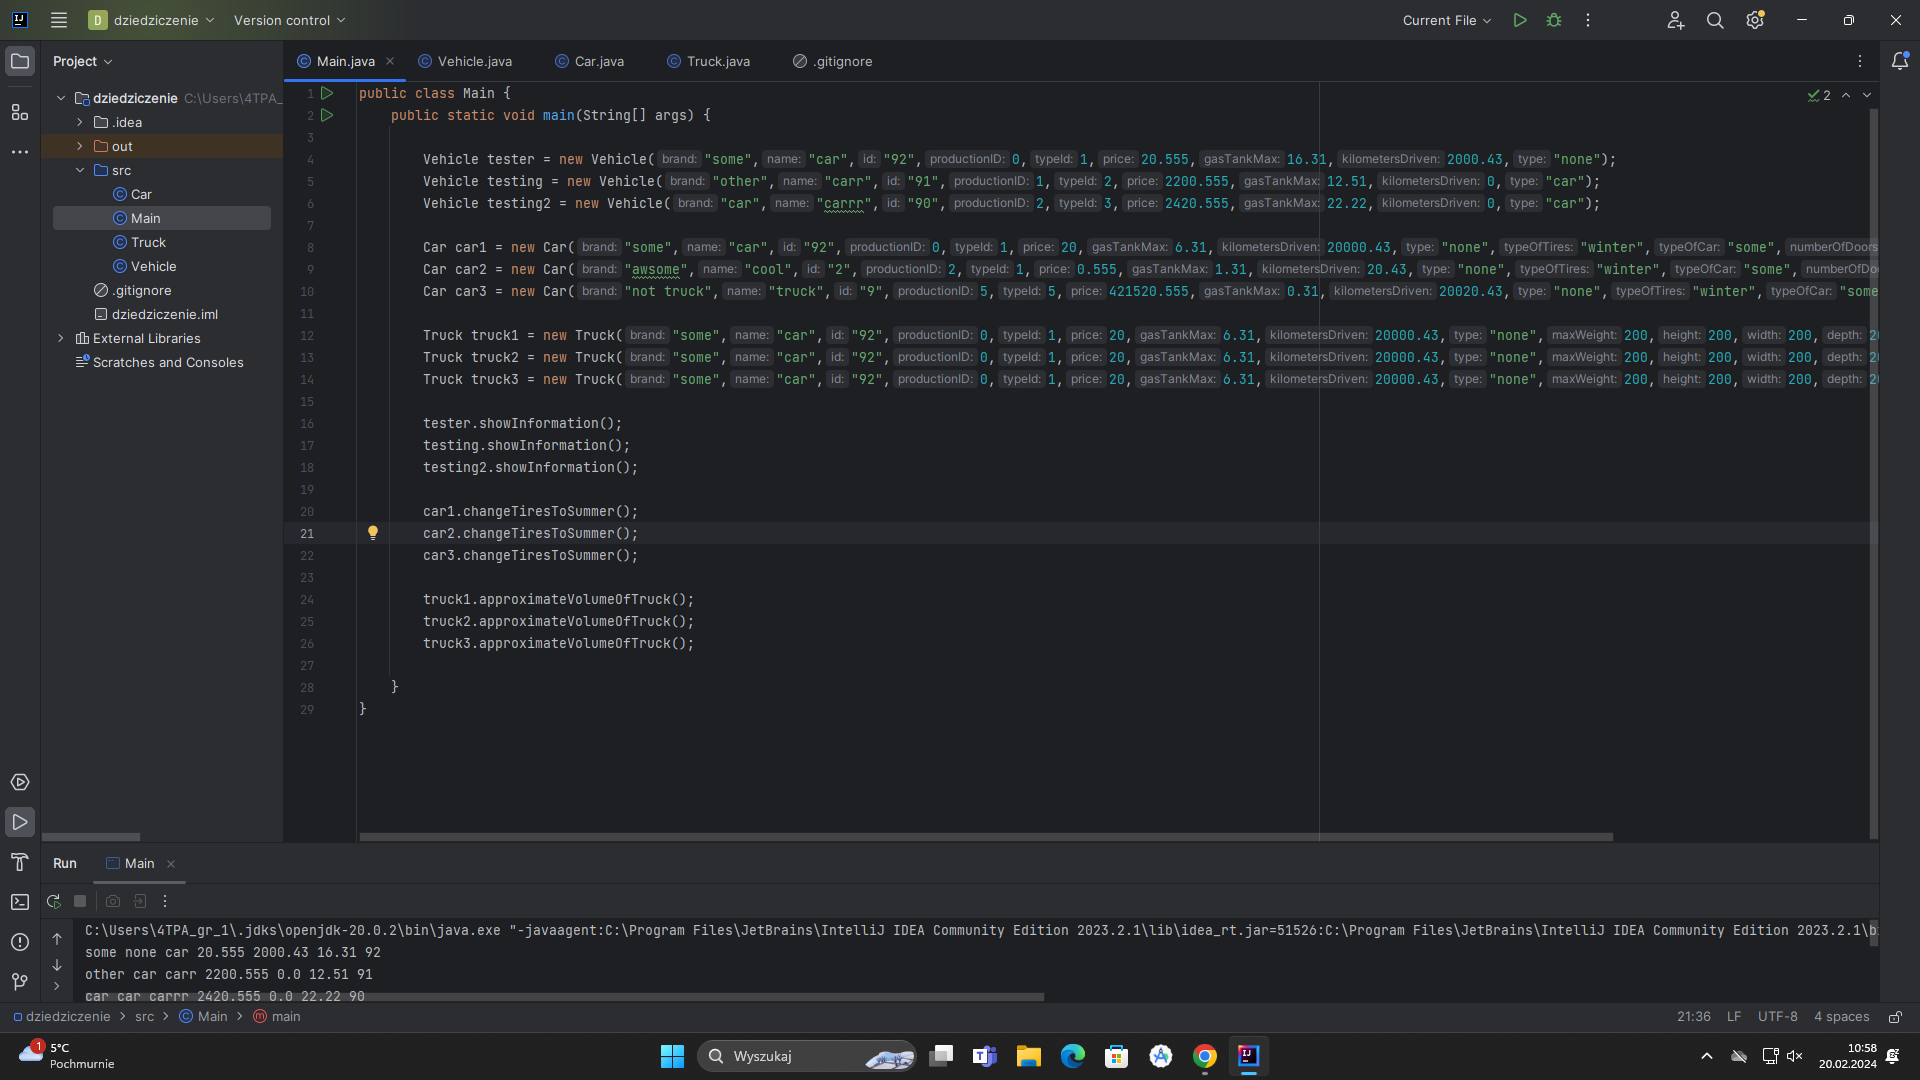 D dziedziczenie Version control Current File
Project Main.java Vehicle.java Car.java Truck.java .gitignore
dziedziczenie C:\Users\4TPA_
.idea
out
src
Car
Main
Truck
Vehicle
.gitignore
dziedziczenie.iml
External Libraries
Scratches and Consoles
2
1 public class Main {
2 public static void main(String[] args) {
3
4 Vehicle tester = new Vehicle( brand: "some", name: "car", id: "92", productionID: 0, typeId: 1, price: 20.555, gasTankMax: 16.31, kilometersDriven: 2000.43, type: "none");
5 Vehicle testing = new Vehicle( brand: "other", name: "carr", id: "91", productionID: 1, typeId: 2, price: 2200.555, gasTankMax: 12.51, kilometersDriven: 0, type: "car");
6 Vehicle testing2 = new Vehicle( brand: "car", name: "carrr", id: "90", productionID: 2, typeId: 3, price: 2420.555, gasTankMax: 22.22, kilometersDriven: 0, type: "car");
7
8 Car car1 = new Car( brand: "some", name: "car", id: "92", productionID: 0, typeId: 1, price: 20, gasTankMax: 6.31, kilometersDriven: 20000.43, type: "none", typeOfTires: "winter", typeOfCar: "some", numberOfDoors
9 Car car2 = new Car( brand: "awsome", name: "cool", id: "2", productionID: 2, typeId: 1, price: 0.555, gasTankMax: 1.31, kilometersDriven: 20.43, type: "none", typeOfTires: "winter", typeOfCar: "some", numberOfDoo
10 Car car3 = new Car( brand: "not truck", name: "truck", id: "9", productionID: 5, typeId: 5, price: 421520.555, gasTankMax: 0.31, kilometersDriven: 20020.43, type: "none", typeOfTires: "winter", typeOfCar: "some
11
12 Truck truck1 = new Truck( brand: "some", name: "car", id: "92", productionID: 0, typeId: 1, price: 20, gasTankMax: 6.31, kilometersDriven: 20000.43, type: "none", maxWeight: 200, height: 200, width: 200, depth: 20
13 Truck truck2 = new Truck( brand: "some", name: "car", id: "92", productionID: 0, typeId: 1, price: 20, gasTankMax: 6.31, kilometersDriven: 20000.43, type: "none", maxWeight: 200, height: 200, width: 200, depth: 20
14 Truck truck3 = new Truck( brand: "some", name: "car", id: "92", productionID: 0, typeId: 1, price: 20, gasTankMax: 6.31, kilometersDriven: 20000.43, type: "none", maxWeight: 200, height: 200, width: 200, depth: 20
15
16 tester.showInformation();
17 testing.showInformation();
18 testing2.showInformation();
19
20 car1.changeTiresToSummer();
21 car2.changeTiresToSummer();
22 car3.changeTiresToSummer();
23
24 truck1.approximateVolumeOfTruck();
25 truck2.approximateVolumeOfTruck();
26 truck3.approximateVolumeOfTruck();
27
28 }
29 }
Run Main
C:\Users\4TPA_gr_1\.jdks\openjdk-20.0.2\bin\java.exe "-javaagent:C:\Program Files\JetBrains\IntelliJ IDEA Community Edition 2023.2.1\lib\idea_rt.jar=51526:C:\Program Files\JetBrains\IntelliJ IDEA Community Edition 2023.2.1\b
some none car 20.555 2000.43 16.31 92
other car carr 2200.555 0.0 12.51 91
car car carrr 2420.555 0.0 22.22 90
dziedziczenie src Main main 21:36 LF UTF-8 4 spaces
1 5°C
Pochmurnie
Wyszukaj
10:58
20.02.2024